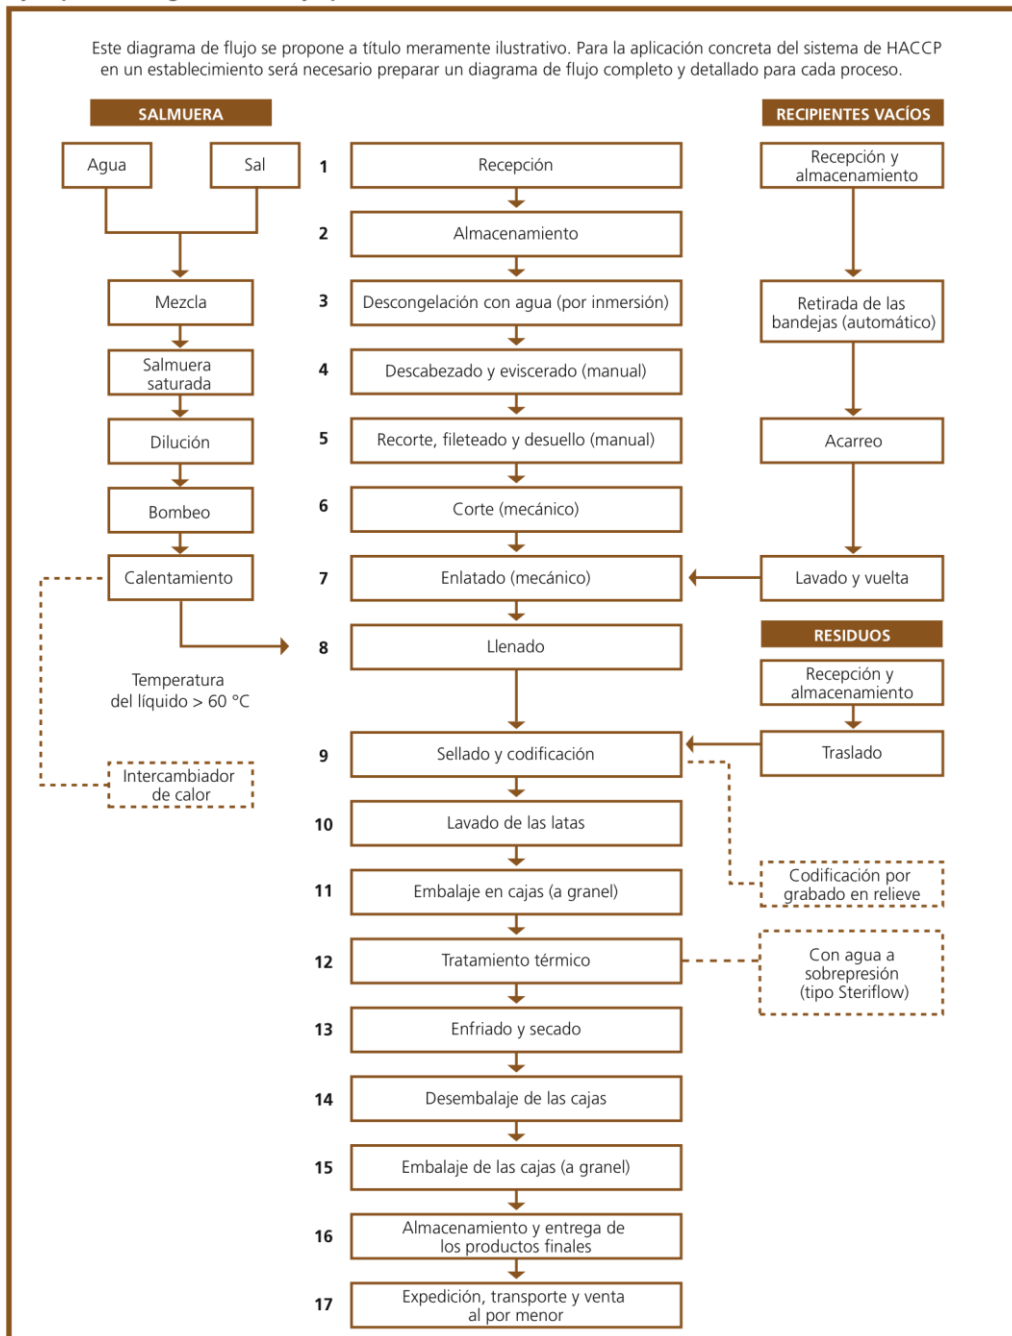 Este diagrama de flujo se propone a título meramente ilustrativo. Para la aplicación concreta del sistema de HACCP
en un establecimiento será necesario preparar un diagrama de flujo completo y detallado para cada proceso.
SALMUERA
Agua
Sal
Mezcla
Salmuera
saturada
Dilución
Bombeo
Calentamiento
Temperatura
del líquido > 60 °C
Intercambiador
de calor
1 Recepción
2 Almacenamiento
3 Descongelación con agua (por inmersión)
4 Descabezado y eviscerado (manual)
5 Recorte, fileteado y desuello (manual)
6 Corte (mecánico)
7 Enlatado (mecánico)
8 Llenado
9 Sellado y codificación
10 Lavado de las latas
11 Embalaje en cajas (a granel)
12 Tratamiento térmico
13 Enfriado y secado
14 Desembalaje de las cajas
15 Embalaje de las cajas (a granel)
16 Almacenamiento y entrega de
los productos finales
17 Expedición, transporte y venta
al por menor
RECIPIENTES VACÍOS
Recepción y
almacenamiento
Retirada de las
bandejas (automático)
Acarreo
Lavado y vuelta
RESIDUOS
Recepción y
almacenamiento
Traslado
Codificación por
grabado en relieve
Con agua a
sobrepresión
(tipo Steriflow)